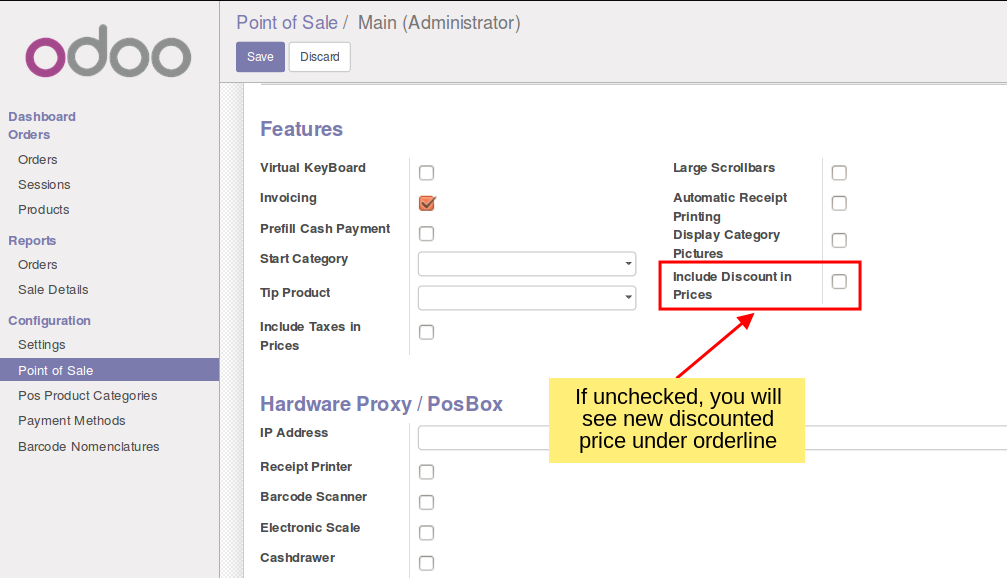 odoo
Point of Sale / Main (Administrator)
Save Discard
Dashboard
Orders
Orders
Sessions
Products
Reports
Orders
Sale Details
Configuration
Settings
Point of Sale
Pos Product Categories
Payment Methods
Barcode Nomenclatures
Features
Virtual KeyBoard
Invoicing
Prefill Cash Payment
Start Category
Tip Product
Include Taxes in
Prices
Large Scrollbars
Automatic Receipt
Printing
Display Category
Pictures
Include Discount in
Prices
If unchecked, you will
see new discounted
price under orderline
Hardware Proxy / PosBox
IP Address
Receipt Printer
Barcode Scanner
Electronic Scale
Cashdrawer